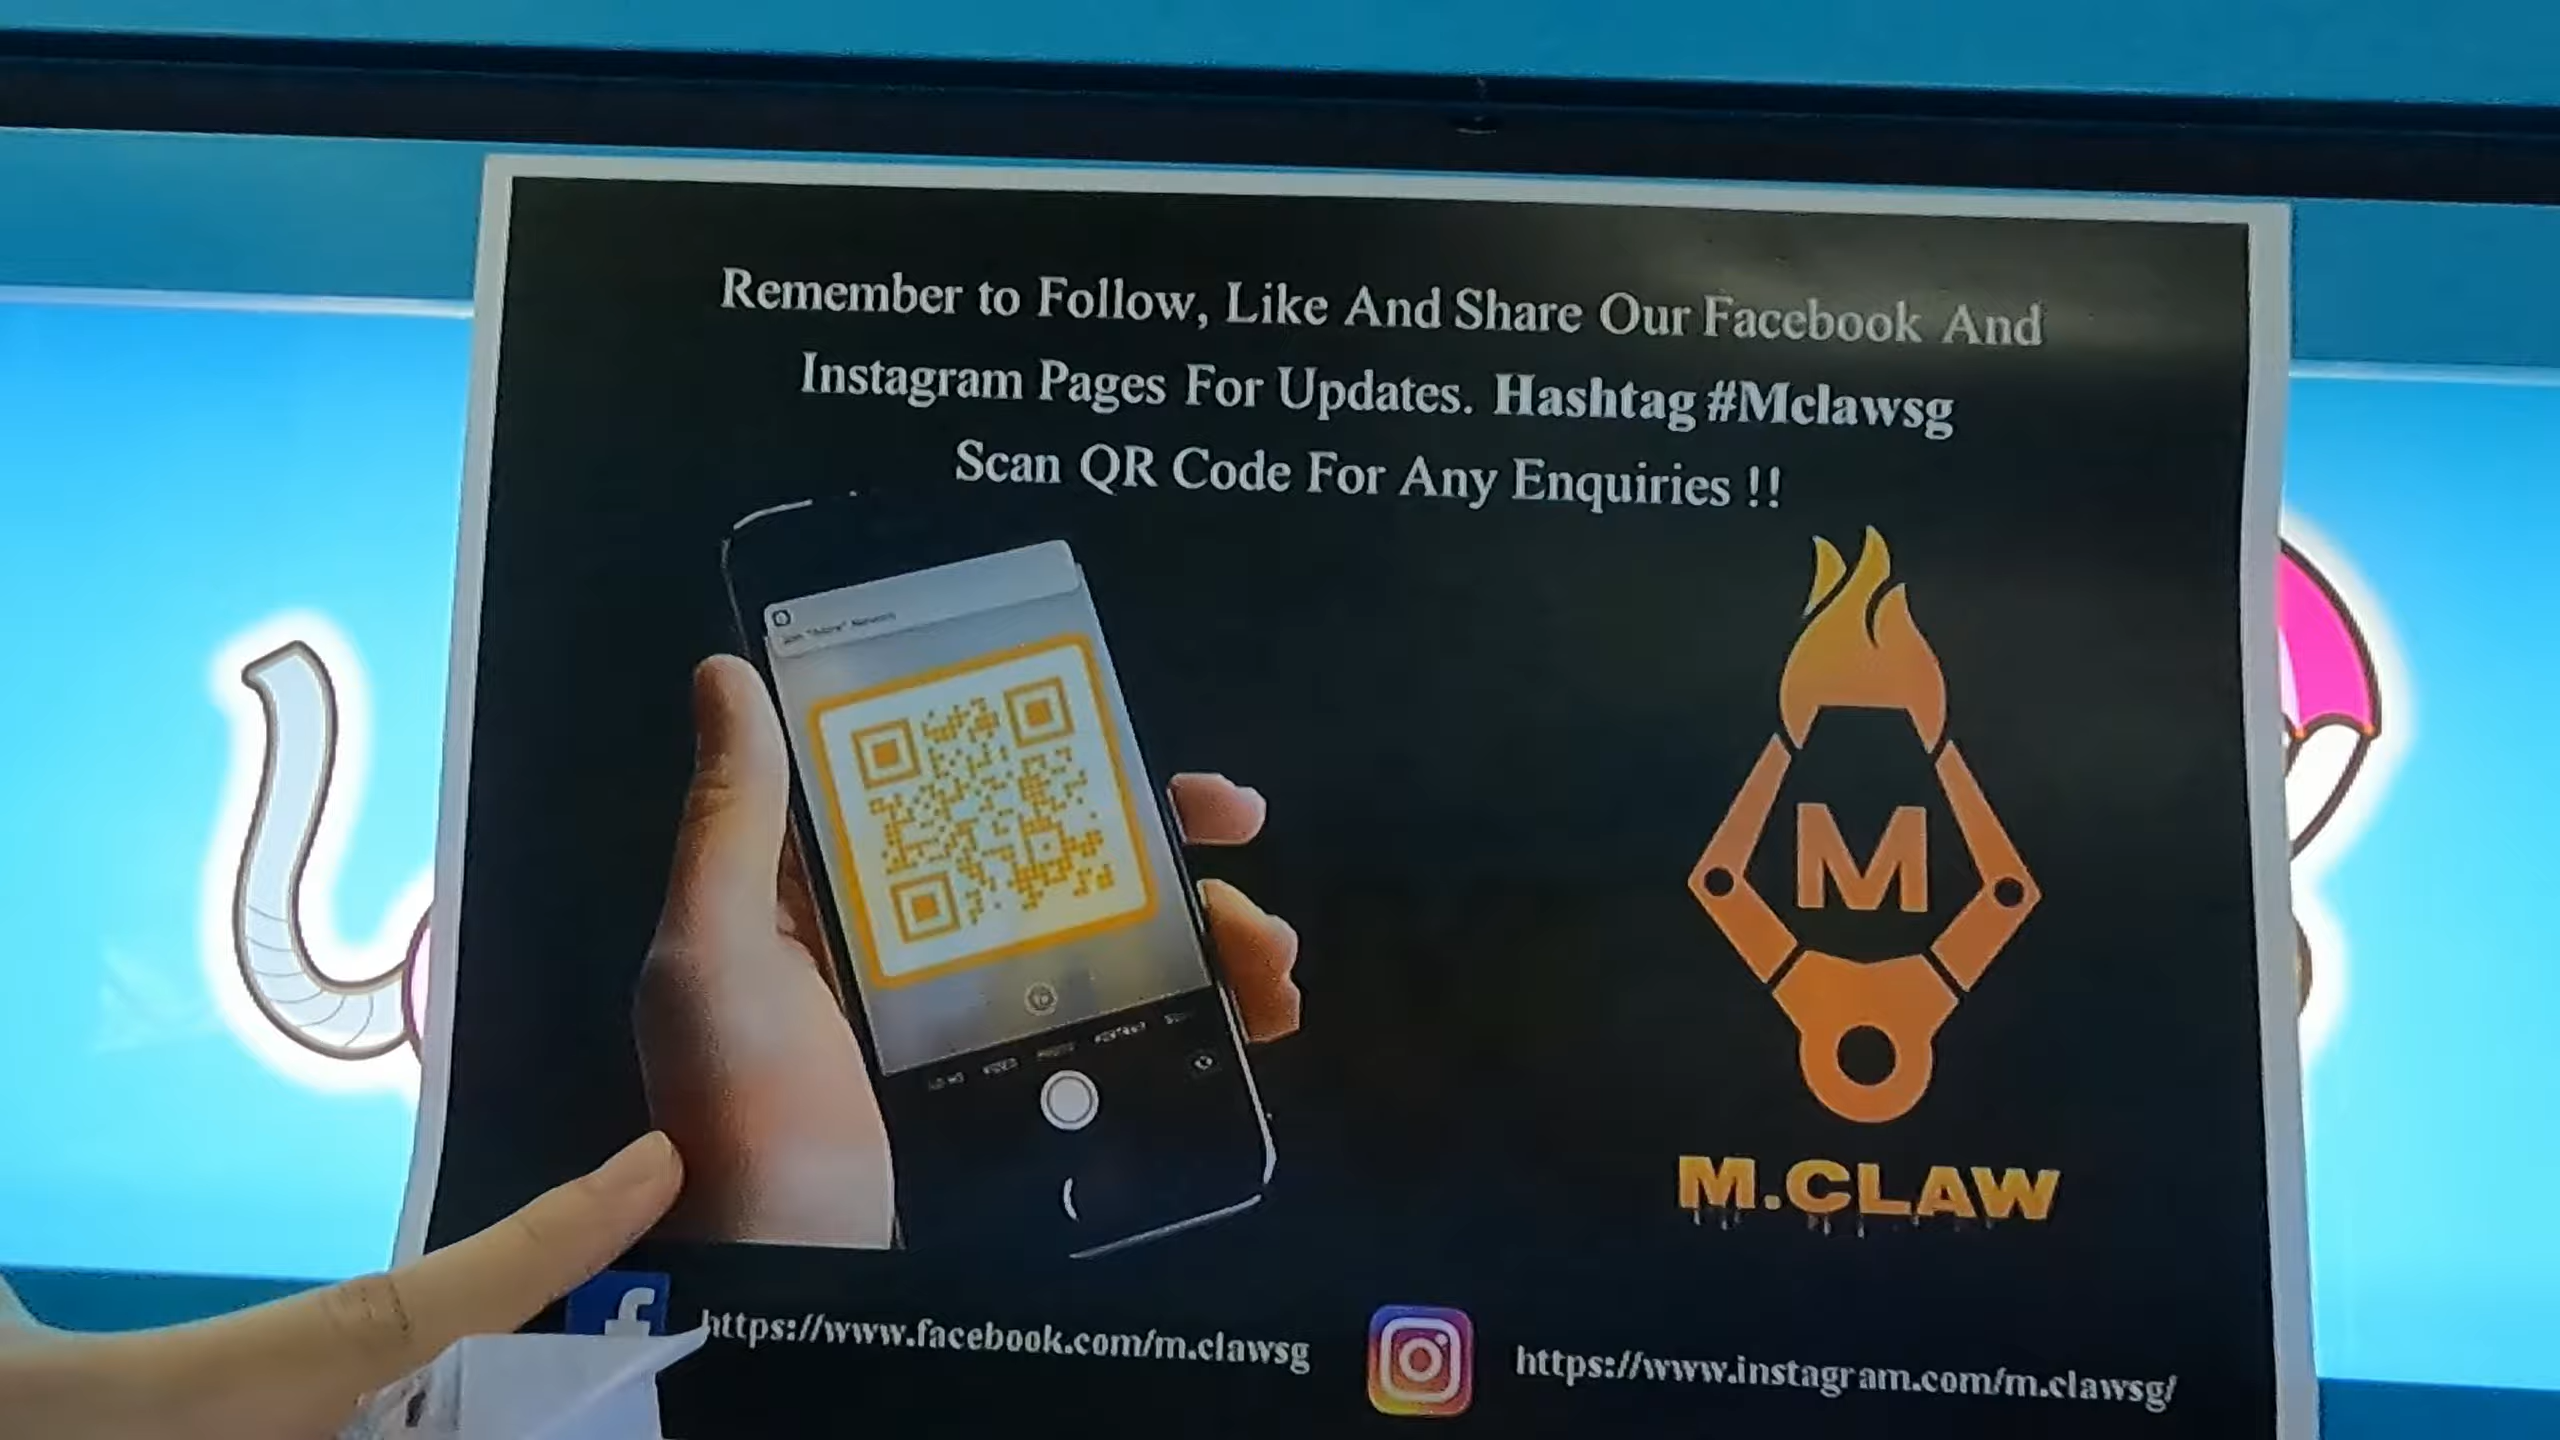 Remember to Follow, Like And Share Our Facebook And
Instagram Pages For Updates. Hashtag #Mclawsg
Scan QR Code For Any Enquiries !!
M
M.CLAW
f
https://www.facebook.com/m.clawsg
https://www.instagram.com/m.clawsg/